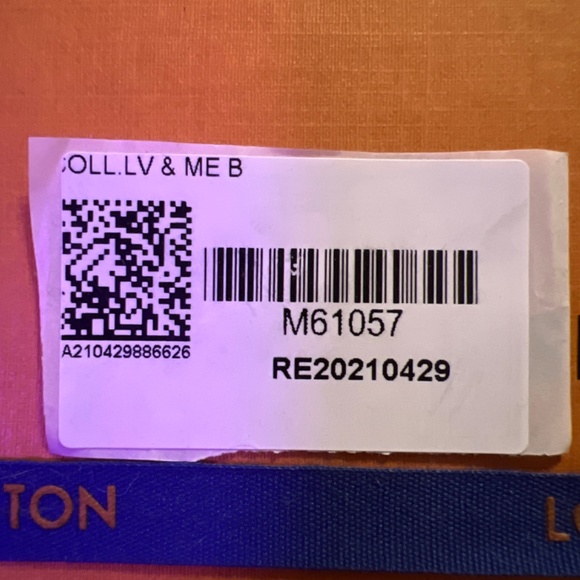 COLL.LV & ME B
A210429886626
M61057
RE20210429
TON